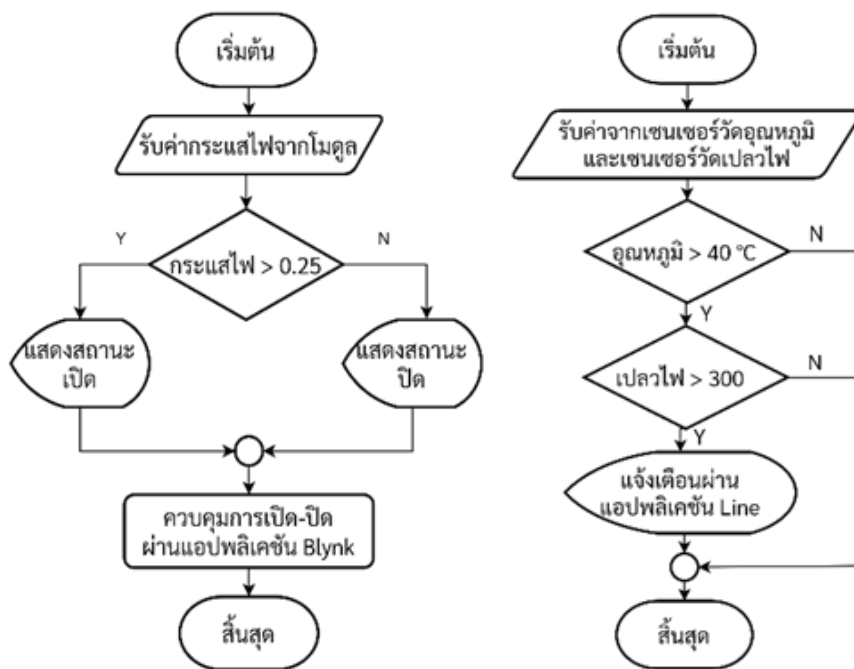 เริ่มต้น
รับค่ากระแสไฟจากโมดูล
กระแสไฟ > 0.25
Y
N
แสดงสถานะ
เปิด
แสดงสถานะ
ปิด
ควบคุมการเปิด-ปิด
ผ่านแอปพลิเคชัน Blynk
สิ้นสุด
เริ่มต้น
รับค่าจากเซนเซอร์วัดอุณหภูมิ
และเซนเซอร์วัดเปลวไฟ
อุณหภูมิ > 40 °C
N
Y
เปลวไฟ > 300
N
Y
แจ้งเตือนผ่าน
แอปพลิเคชัน Line
สิ้นสุด